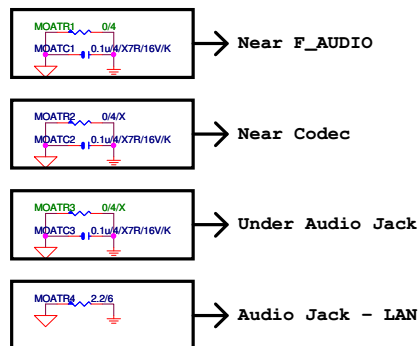 MOATR1 0/4
MOATC1 0.1u/4/X7R/16V/K
Near F_AUDIO
MOATR2 0/4/X
MOATC2 0.1u/4/X7R/16V/K
Near Codec
MOATR3 0/4/X
MOATC3 0.1u/4/X7R/16V/K
Under Audio Jack
MOATR4 2.2/6
Audio Jack - LAN